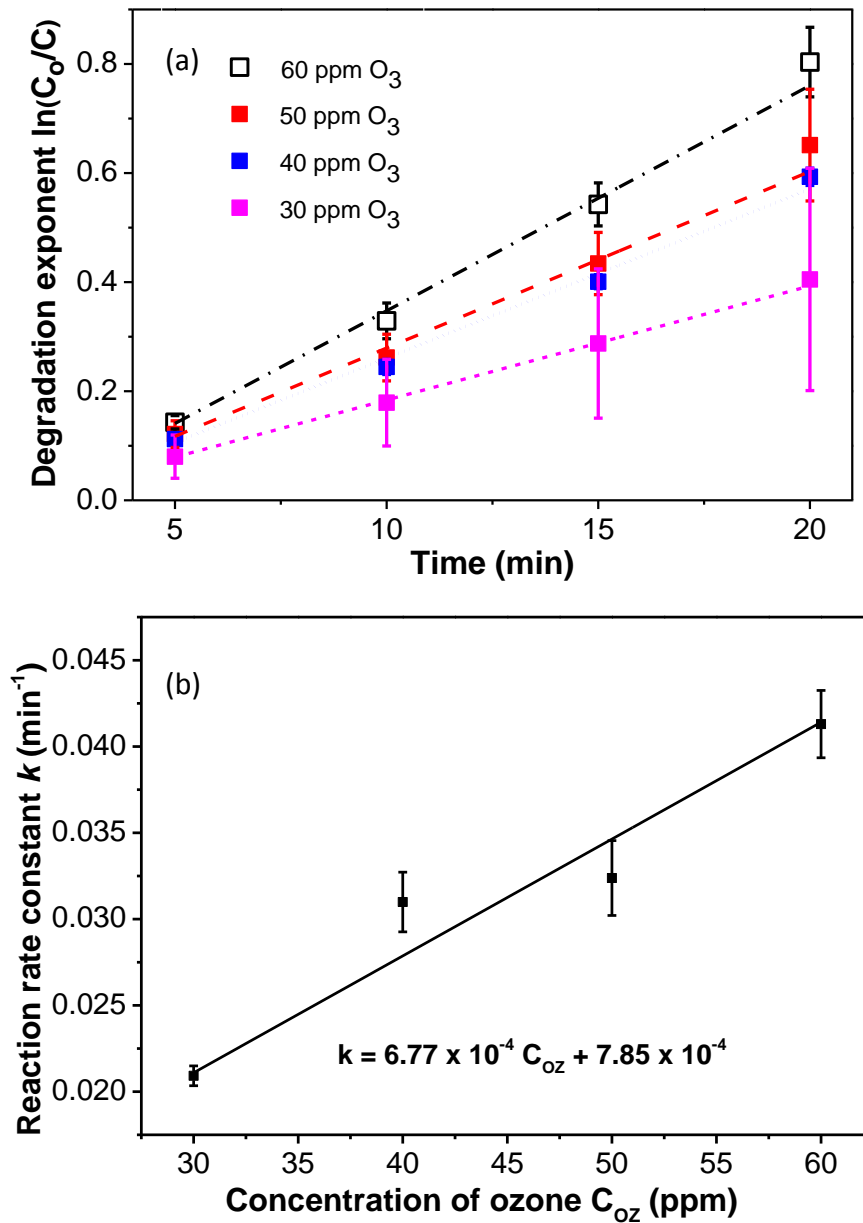 (a)
60 ppm O3
50 ppm O3
40 ppm O3
30 ppm O3
Degradation exponent ln(Co/C)
0.8
0.6
0.4
0.2
0.0
5 10 15 20
Time (min)
(b)
Reaction rate constant k (min-1)
0.045
0.040
0.035
0.030
0.025
0.020
k = 6.77 x 10-4 COZ + 7.85 x 10-4
30 35 40 45 50 55 60
Concentration of ozone COZ (ppm)